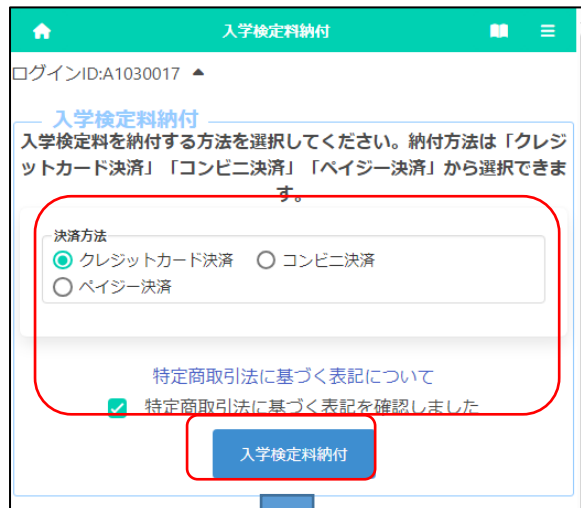 入学検定料納付
ログインID:A1030017 ▲
入学検定料納付
入学検定料を納付する方法を選択してください。納付方法は「クレジ
ットカード決済」「コンビニ決済」「ペイジー決済」から選択できま
す。
決済方法
クレジットカード決済 コンビニ決済
ペイジー決済
特定商取引法に基づく表記について
特定商取引法に基づく表記を確認しました
入学検定料納付